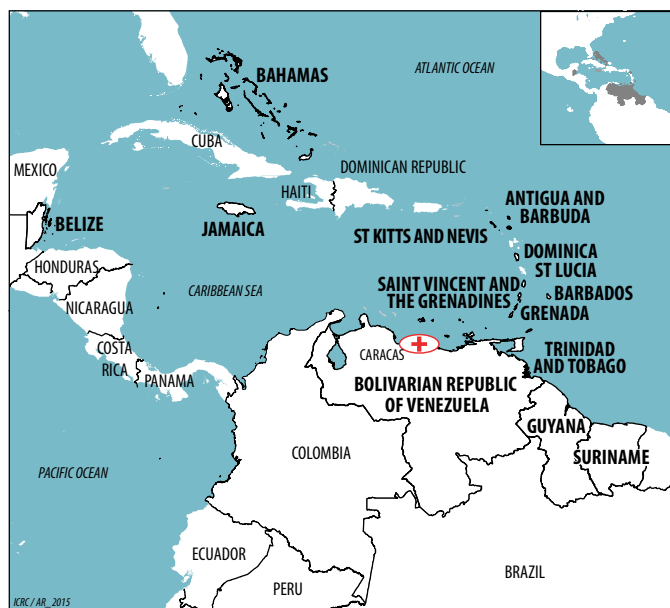 ATLANTIC OCEAN
BAHAMAS
CUBA
MEXICO
DOMINICAN REPUBLIC
HAITI
ANTIGUA AND
BARBUDA
BELIZE
JAMAICA
ST KITTS AND NEVIS
DOMINICA
ST LUCIA
HONDURAS
CARIBBEAN SEA
SAINT VINCENT AND
THE GRENADINES
BARBADOS
GRENADA
NICARAGUA
COSTA
RICA
PANAMA
CARACAS
TRINIDAD
AND TOBAGO
BOLIVARIAN REPUBLIC
OF VENEZUELA
GUYANA
SURINAME
COLOMBIA
PACIFIC OCEAN
ECUADOR
PERU
BRAZIL
ICRC / AR_2015